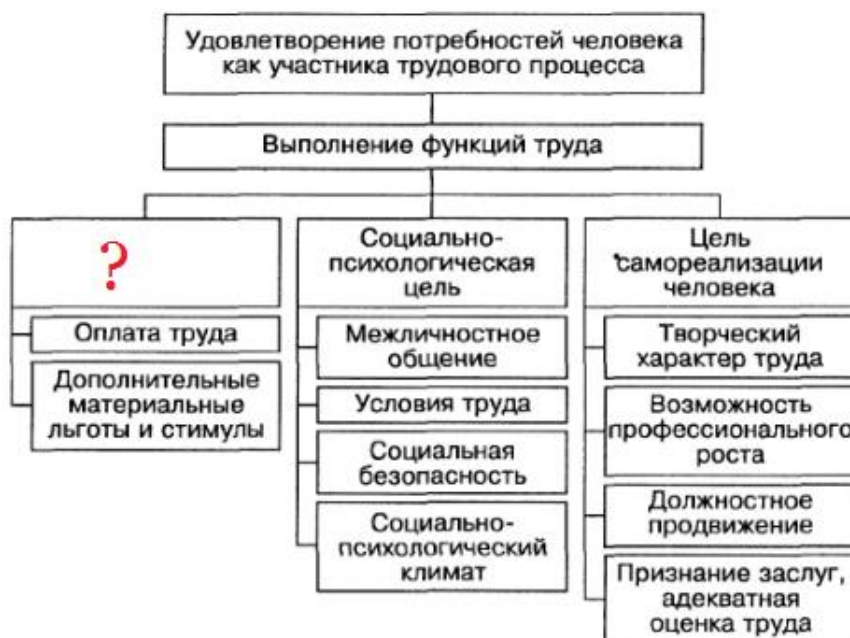 Удовлетворение потребностей человека
как участника трудового процесса
Выполнение функций труда
?
Оплата труда
Дополнительные
материальные
льготы и стимулы
Социально-
психологическая
цель
Межличностное
общение
Условия труда
Социальная
безопасность
Социально-
психологический
климат
Цель
самореализации
человека
Творческий
характер труда
Возможность
профессионального
роста
Должностное
продвижение
Признание заслуг,
адекватная
оценка труда